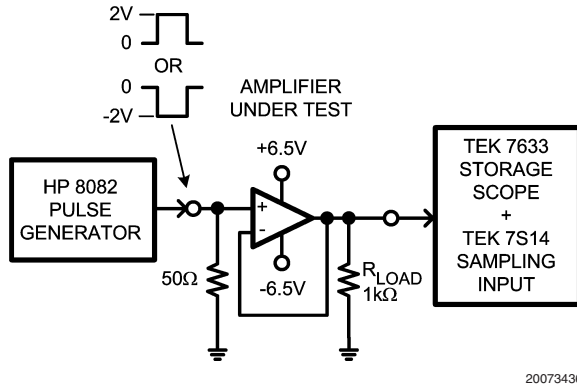 2V
0
OR
0
-2V
AMPLIFIER
UNDER TEST
+6.5V
HP 8082
PULSE
GENERATOR
+
-
50Ω
-6.5V
RLOAD
1kΩ
TEK 7633
STORAGE
SCOPE
+
TEK 7S14
SAMPLING
INPUT